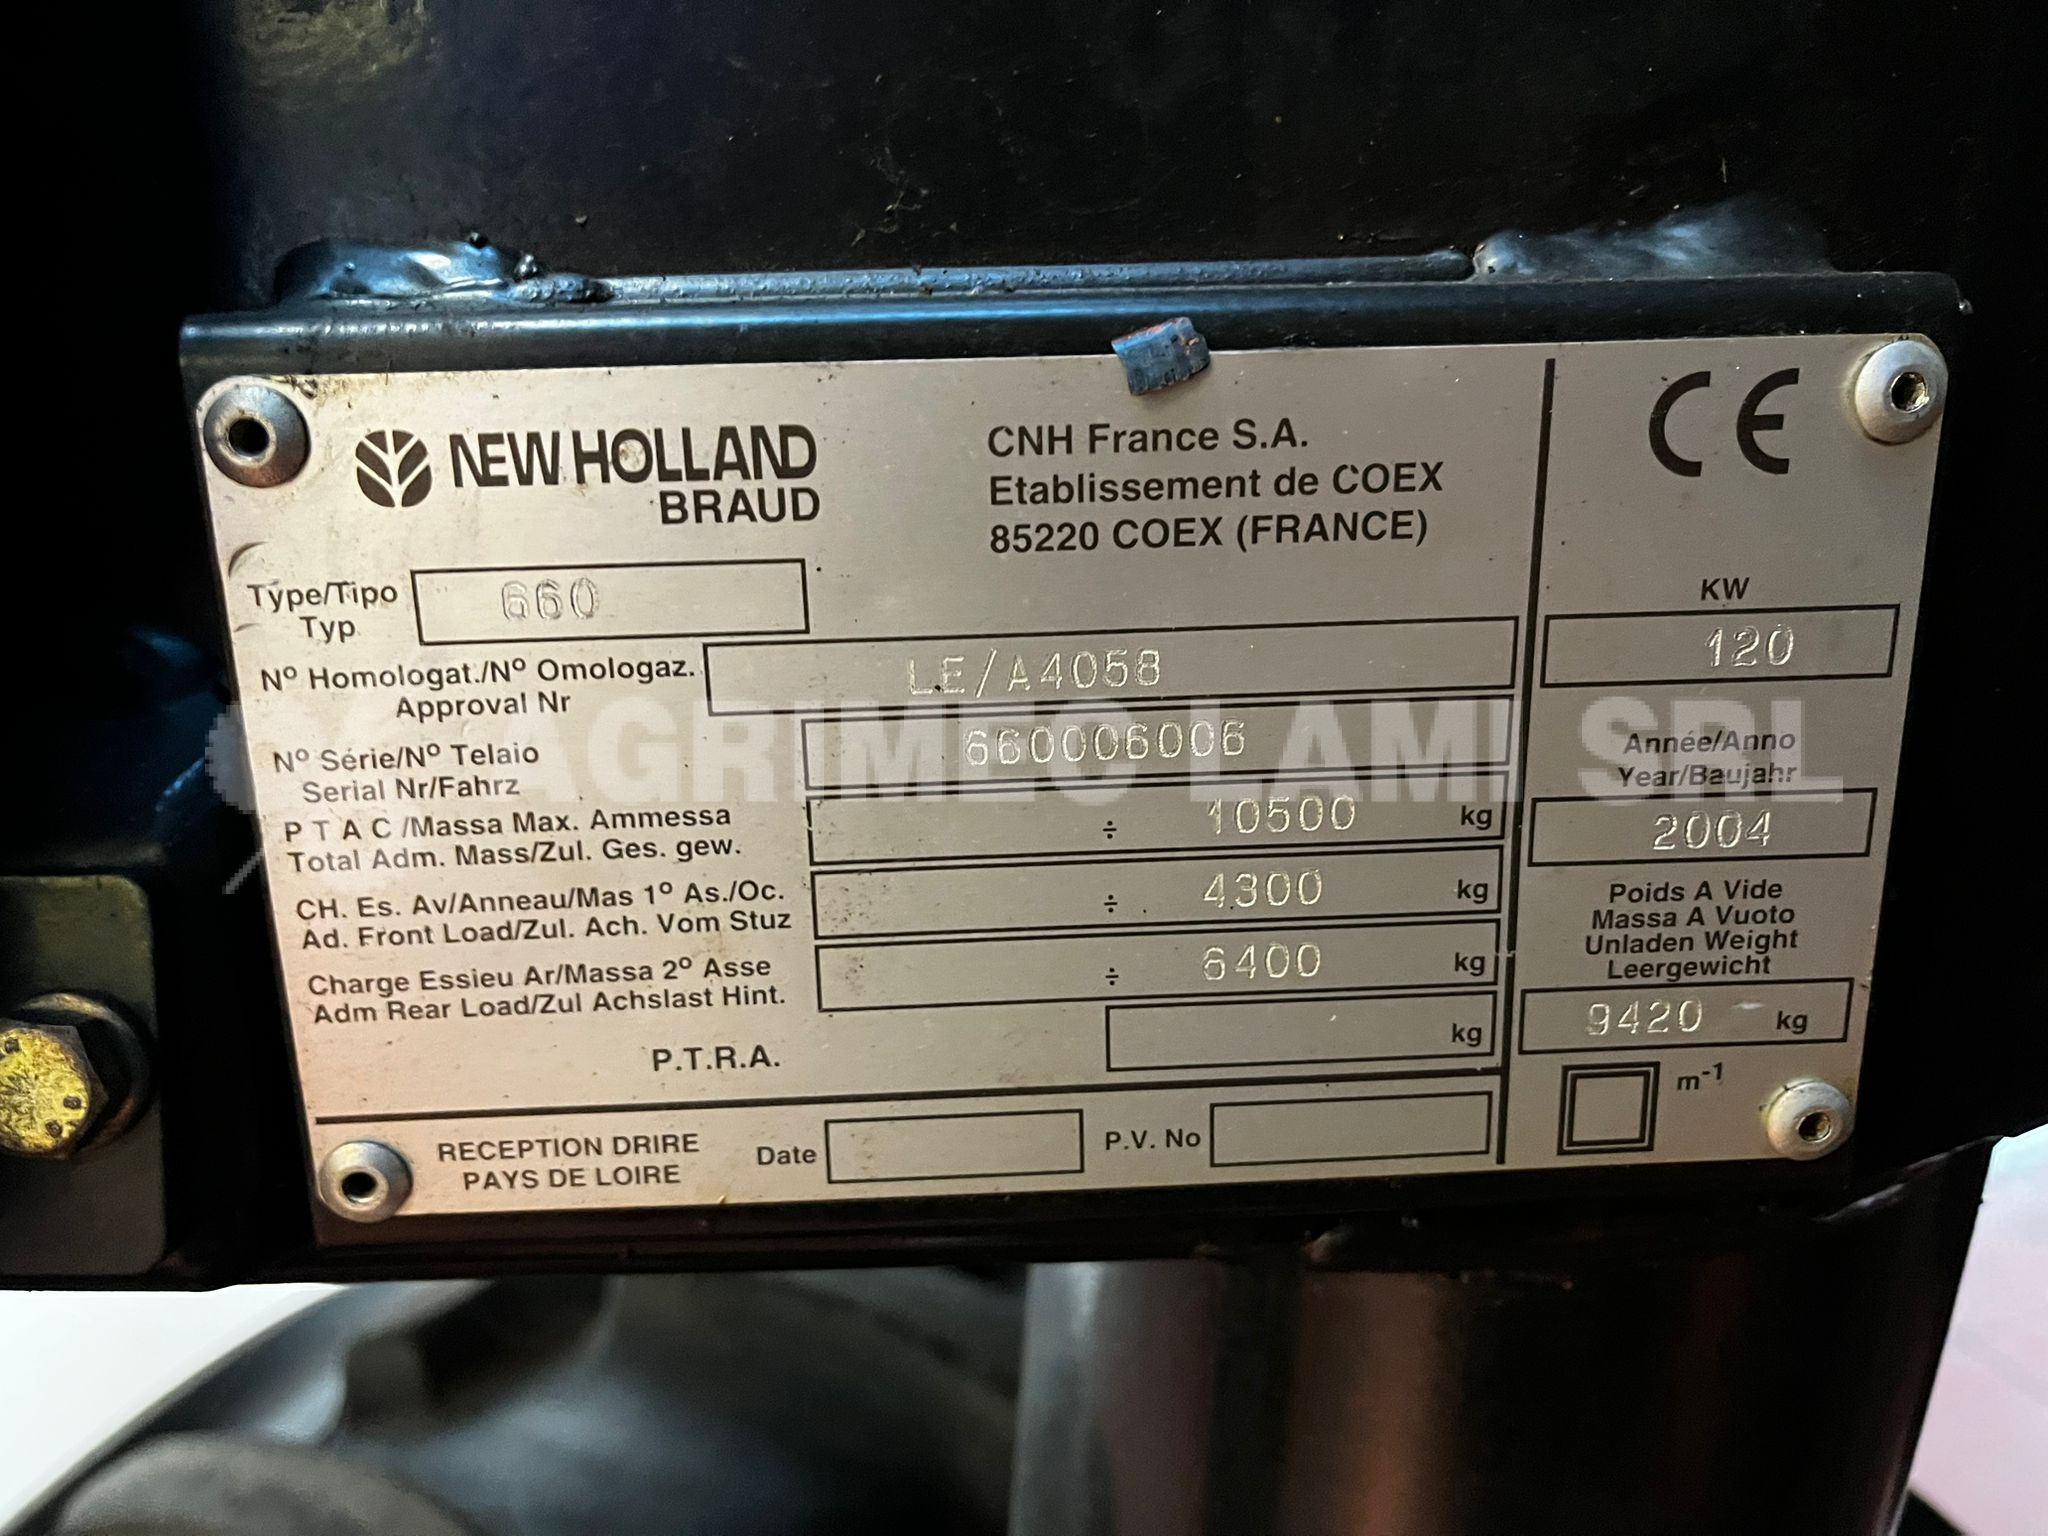 NEW HOLLAND
BRAUD
CNH France S.A.
Etablissement de COEX
85220 COEX (FRANCE)
CE
Type/Tipo
Typ
660
Nº Homologat./Nº Omologaz.
Approval Nr
LE/A4058
Nº Série/Nº Telaio
Serial Nr/Fahrz
660006006
P T A C /Massa Max. Ammessa
Total Adm. Mass/Zul. Ges. gew.
÷ 10500 kg
CH. Es. Av/Anneau/Mas 1º As./Oc.
Ad. Front Load/Zul. Ach. Vom Stuz
÷ 4300 kg
Charge Essieu Ar/Massa 2º Asse
Adm Rear Load/Zul Achslast Hint.
÷ 6400 kg
P.T.R.A.
kg
RECEPTION DRIRE
PAYS DE LOIRE
Date
P.V. No
KW
120
Année/Anno
Year/Baujahr
2004
Poids A Vide
Massa A Vuoto
Unladen Weight
Leergewicht
9420 kg
m-1
AGRIMEC LAMI SRL